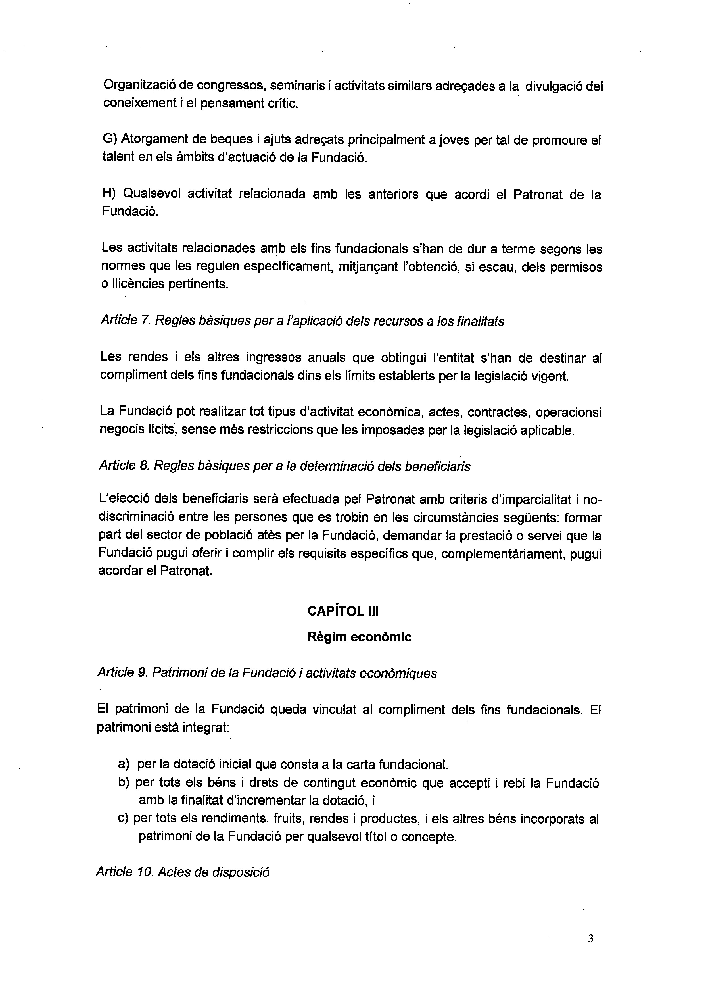 Organització de congressos, seminaris i activitats similars adreçades a la divulgació del
coneixement i el pensament crític.
G) Atorgament de beques i ajuts adreçats principalment a joves per tal de promoure el
talent en els àmbits d'actuació de la Fundació.
H) Qualsevol activitat relacionada amb les anteriors que acordi el Patronat de la
Fundació.
Les activitats relacionades amb els fins fundacionals s'han de dur a terme segons les
normes que les regulen específicament, mitjançant l'obtenció, si escau, dels permisos
o llicències pertinents.
Article 7. Regles bàsiques per a l'aplicació dels recursos a les finalitats
Les rendes i els altres ingressos anuals que obtingui l'entitat s'han de destinar al
compliment dels fins fundacionals dins els límits establerts per la legislació vigent.
La Fundació pot realitzar tot tipus d'activitat econòmica, actes, contractes, operacionsi
negocis lícits, sense més restriccions que les imposades per la legislació aplicable.
Article 8. Regles bàsiques per a la determinació dels beneficiaris
L'elecció dels beneficiaris serà efectuada pel Patronat amb criteris d'imparcialitat i no-
discriminació entre les persones que es trobin en les circumstàncies següents: formar
part del sector de població atès per la Fundació, demandar la prestació o servei que la
Fundació pugui oferir i complir els requisits específics que, complementàriament, pugui
acordar el Patronat.
CAPÍTOL III
Règim econòmic
Article 9. Patrimoni de la Fundació i activitats econòmiques
El patrimoni de la Fundació queda vinculat al compliment dels fins fundacionals. El
patrimoni està integrat:
a) per la dotació inicial que consta a la carta fundacional.
b) per tots els béns i drets de contingut econòmic que accepti i rebi la Fundació
amb la finalitat d'incrementar la dotació, i
c) per tots els rendiments, fruits, rendes i productes, i els altres béns incorporats al
patrimoni de la Fundació per qualsevol títol o concepte.
Article 10. Actes de disposició
3